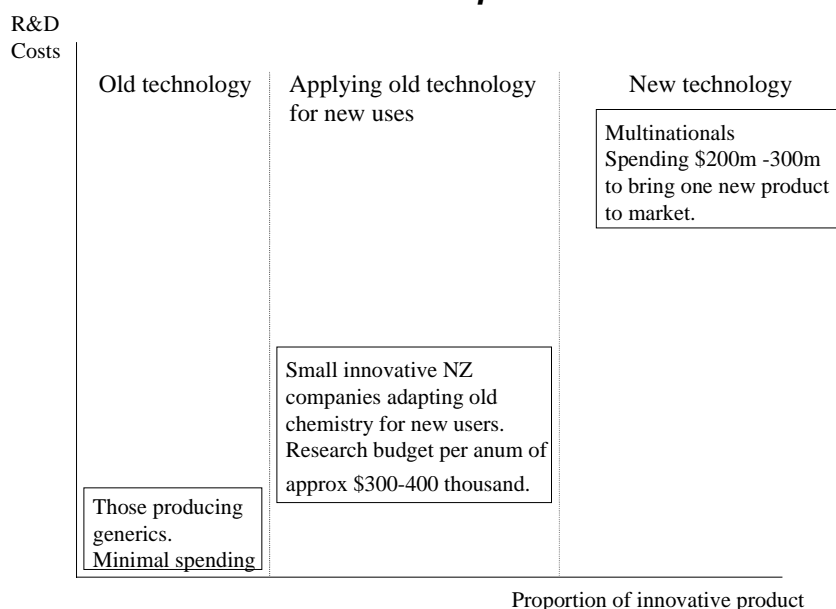 R&D
Costs
Old technology
Applying old technology
for new uses
New technology
Multinationals
Spending $200m -300m
to bring one new product
to market.
Small innovative NZ
companies adapting old
chemistry for new users.
Research budget per anum of
approx $300-400 thousand.
Those producing
generics.
Minimal spending
Proportion of innovative product